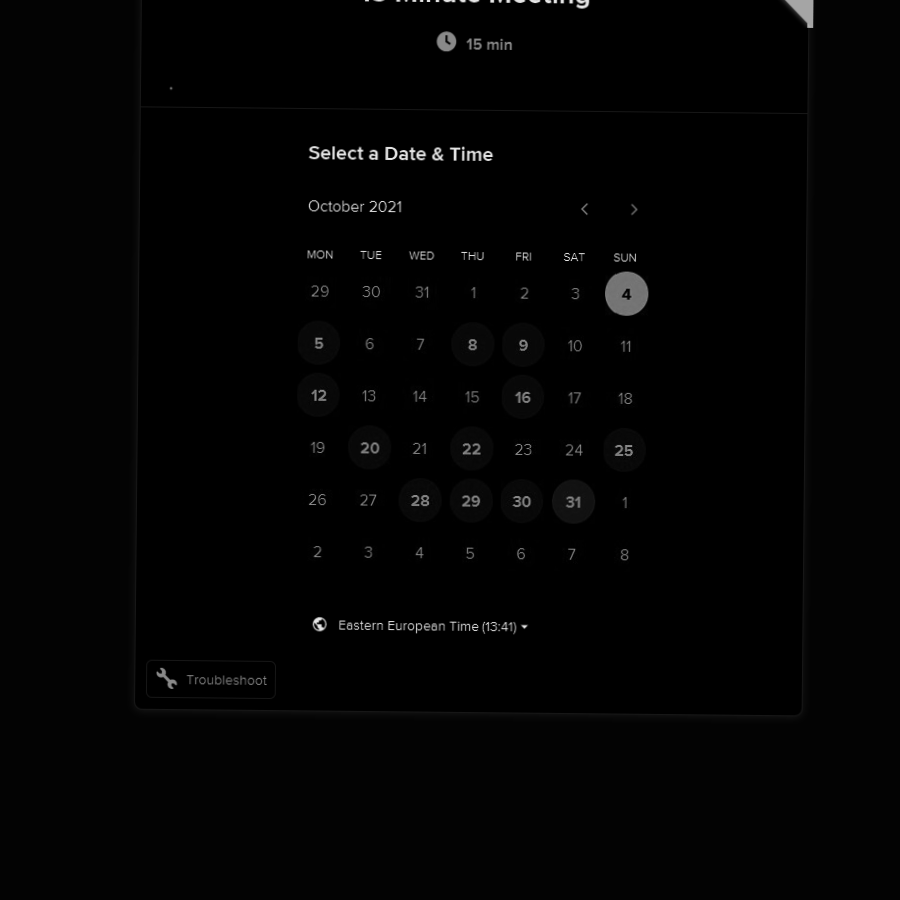 15 Minute Meeting
15 min
Select a Date & Time
October 2021
MON TUE WED THU FRI SAT SUN
29 30 31 1 2 3 4
5 6 7 8 9 10 11
12 13 14 15 16 17 18
19 20 21 22 23 24 25
26 27 28 29 30 31 1
2 3 4 5 6 7 8
Eastern European Time (13:41)
Troubleshoot